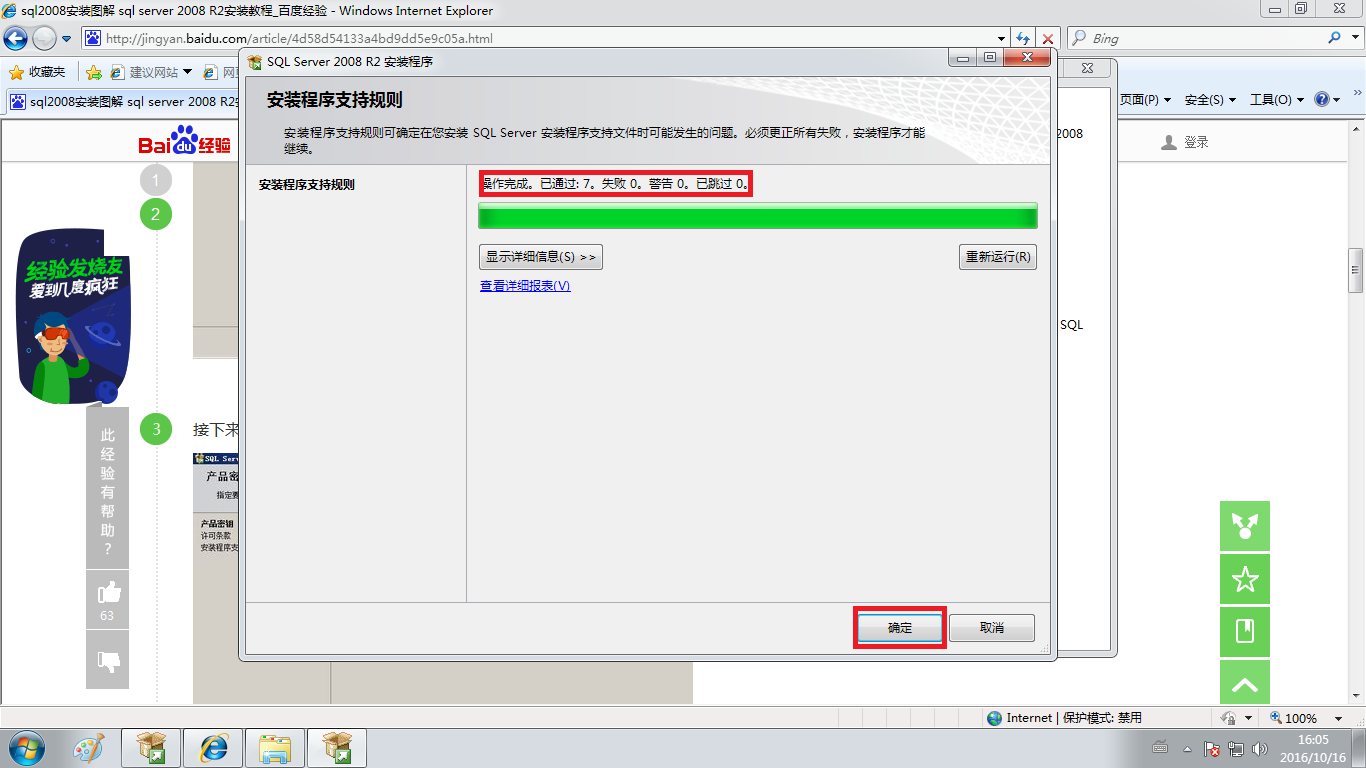 sql2008安装图解 sql server 2008 R2安装教程_百度经验 - Windows Internet Explorer
http://jingyan.baidu.com/article/4d58d54133a4bd9dd5e9c05a.html
Bing
收藏夹
建议网站
sql2008安装图解 sql server 2008 R2
页面(P)
安全(S)
工具(O)
Baidu经验
登录
1
2
经验发烧友
爱到几度疯狂
此经验有帮助？
63
3
接下来
SQL Serv
产品密
指定要
产品密钥
许可条款
安装程序支
2008
SQL
SQL Server 2008 R2 安装程序
安装程序支持规则
安装程序支持规则可确定在您安装 SQL Server 安装程序支持文件时可能发生的问题。必须更正所有失败，安装程序才能
继续。
安装程序支持规则
操作完成。已通过: 7。失败 0。警告 0。已跳过 0。
显示详细信息(S) >>
重新运行(R)
查看详细报表(V)
确定
取消
Internet | 保护模式: 禁用
100%
16:05
2016/10/16